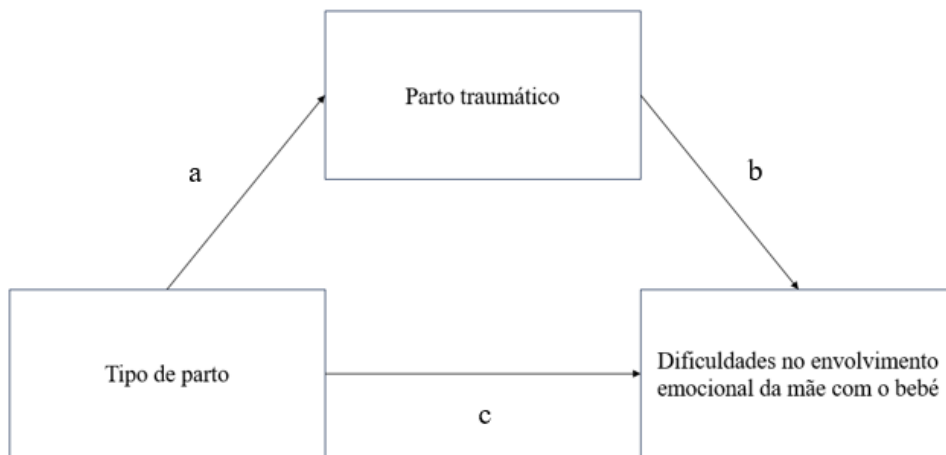 Parto traumático
a
b
Tipo de parto
Dificuldades no envolvimento
emocional da mãe com o bebé
c